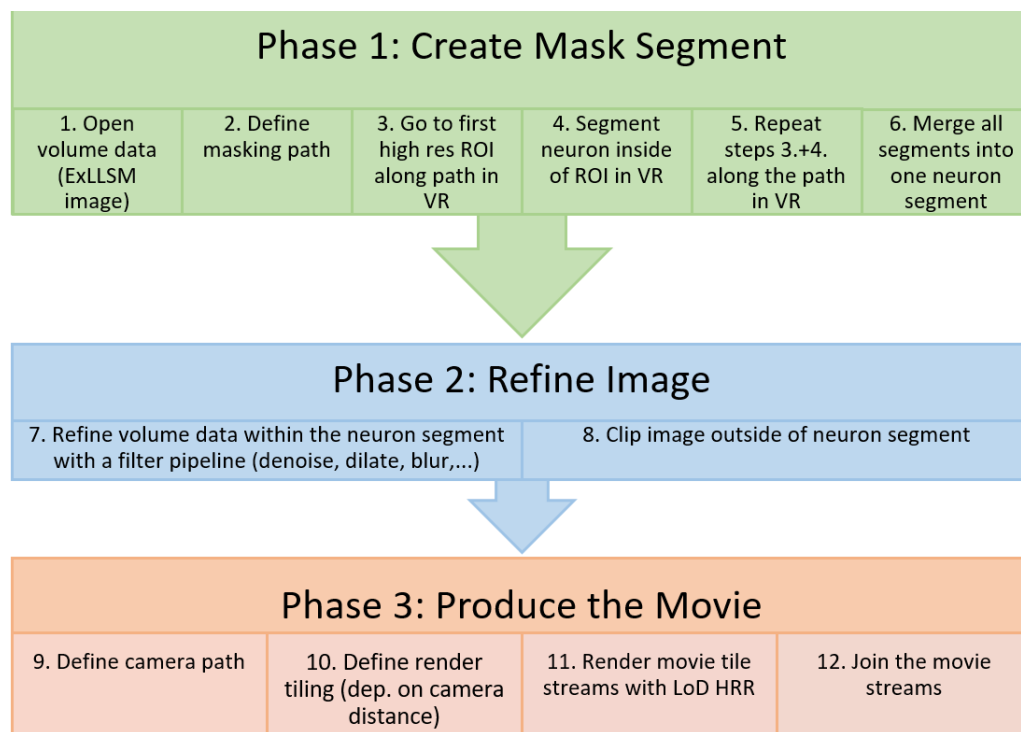 Phase 1: Create Mask Segment
1. Open
volume data
(ExLLSM
image)
2. Define
masking path
3. Go to first
high res ROI
along path in
VR
4. Segment
neuron inside
of ROI in VR
5. Repeat
steps 3.+4.
along the path
in VR
6. Merge all
segments into
one neuron
segment
Phase 2: Refine Image
7. Refine volume data within the neuron segment
with a filter pipeline (denoise, dilate, blur,...)
8. Clip image outside of neuron segment
Phase 3: Produce the Movie
9. Define camera path
10. Define render
tiling (dep. on camera
distance)
11. Render movie tile
streams with LoD HRR
12. Join the movie
streams